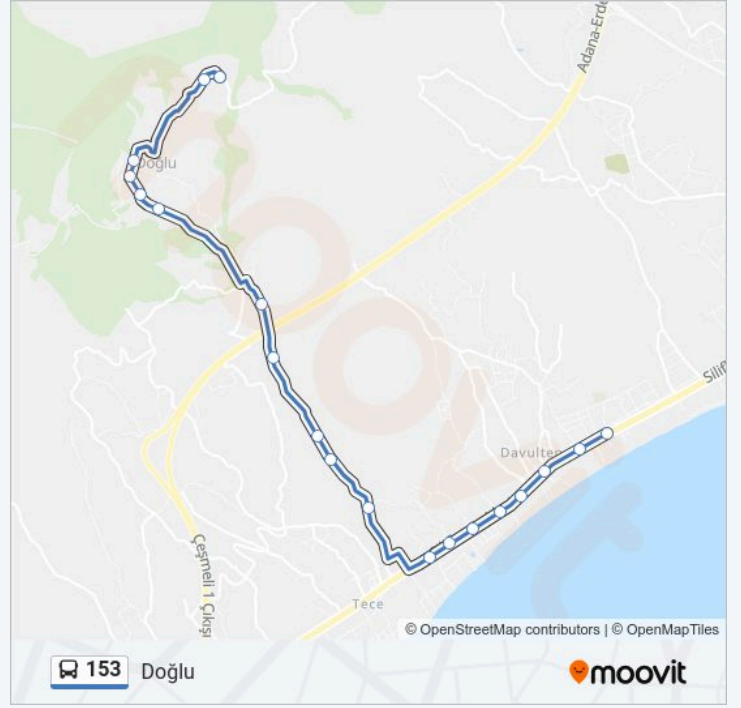 Adana-Erde
Doğlu
Silif
Davultep
Çeşmeli 1 Çıkışı
Tece
© OpenStreetMap contributors | © OpenMapTiles
153 Doğlu
moovit